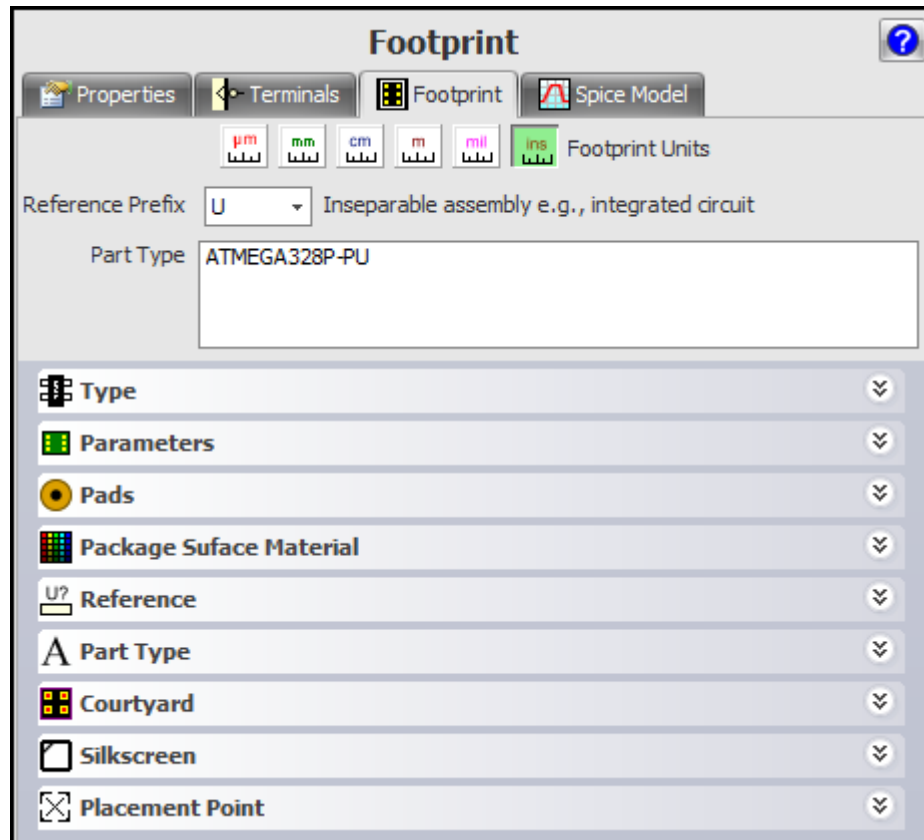 Footprint
Properties Terminals Footprint Spice Model
µm mm cm m mil ins Footprint Units
Reference Prefix U Inseparable assembly e.g., integrated circuit
Part Type ATMEGA328P-PU
Type
Parameters
Pads
Package Suface Material
U? Reference
A Part Type
Courtyard
Silkscreen
Placement Point